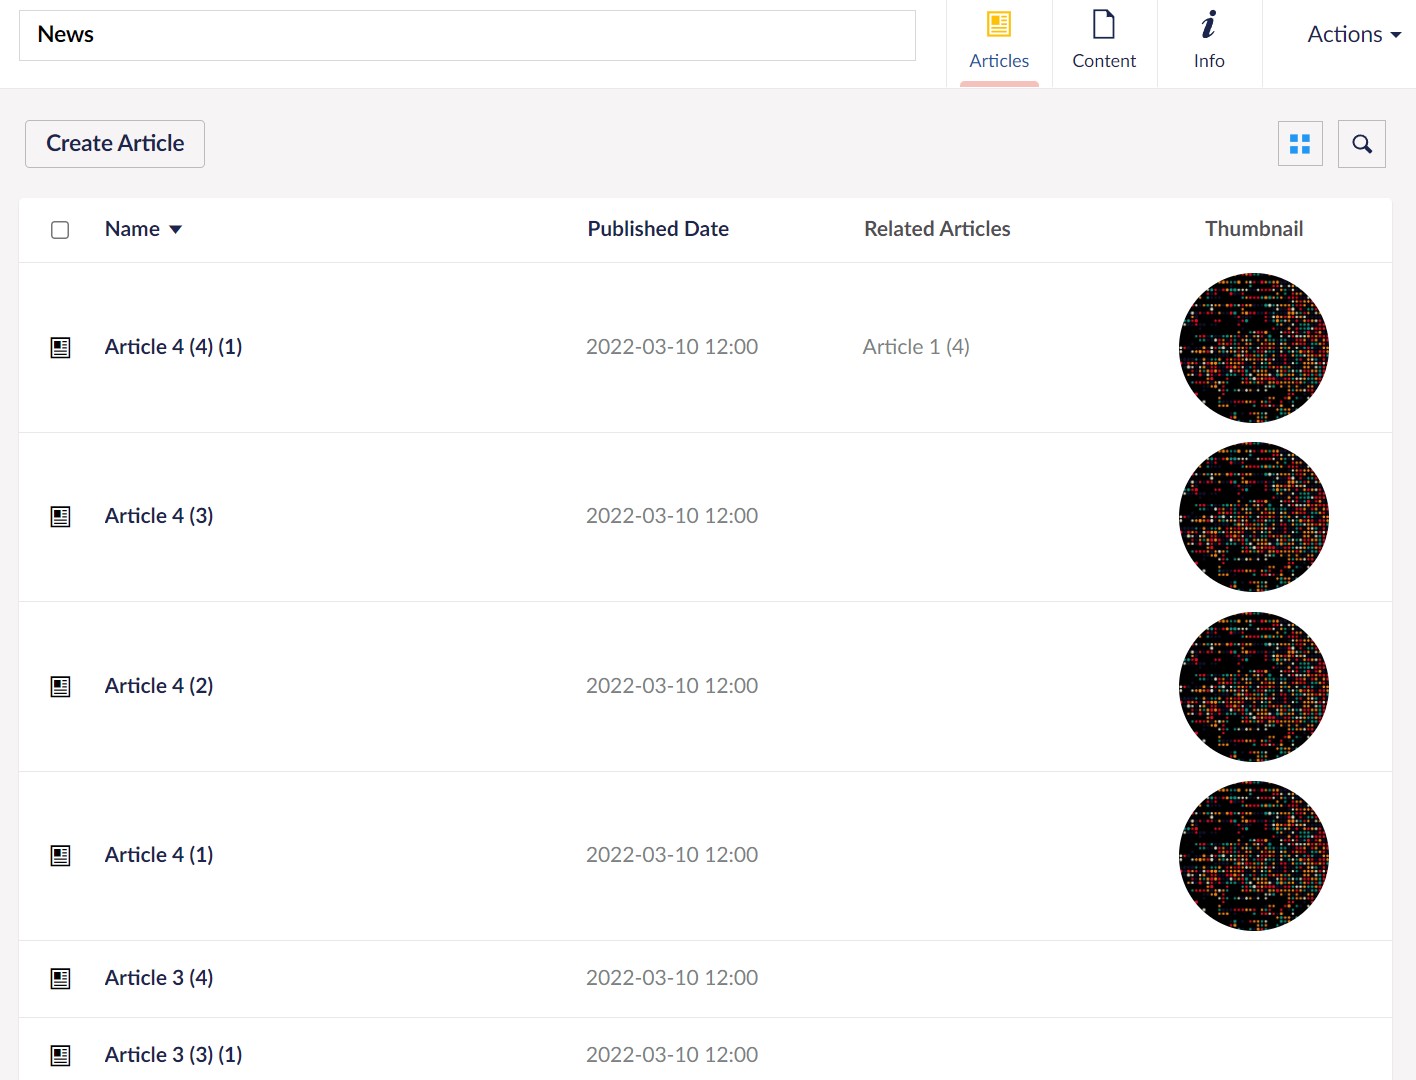 News
Articles
Content
Info
Actions
Create Article
Name
Published Date
Related Articles
Thumbnail
Article 4 (4) (1)
2022-03-10 12:00
Article 1 (4)
Article 4 (3)
2022-03-10 12:00
Article 4 (2)
2022-03-10 12:00
Article 4 (1)
2022-03-10 12:00
Article 3 (4)
2022-03-10 12:00
Article 3 (3) (1)
2022-03-10 12:00